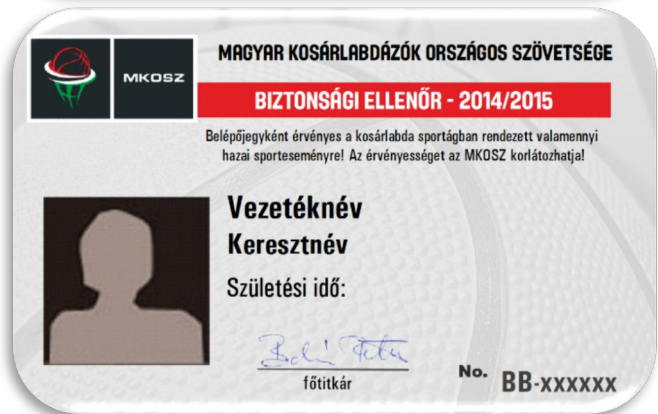 MKOSZ
MAGYAR KOSÁRLABDÁZÓK ORSZÁGOS SZÖVETSÉGE
BIZTONSÁGI ELLENŐR - 2014/2015
Belépőjegyként érvényes a kosárlabda sportágban rendezett valamennyi
hazai sporteseményre! Az érvényességet az MKOSZ korlátozhatja!
Vezetéknév
Keresztnév
Születési idő:
főtitkár
No. BB-xxxxxx